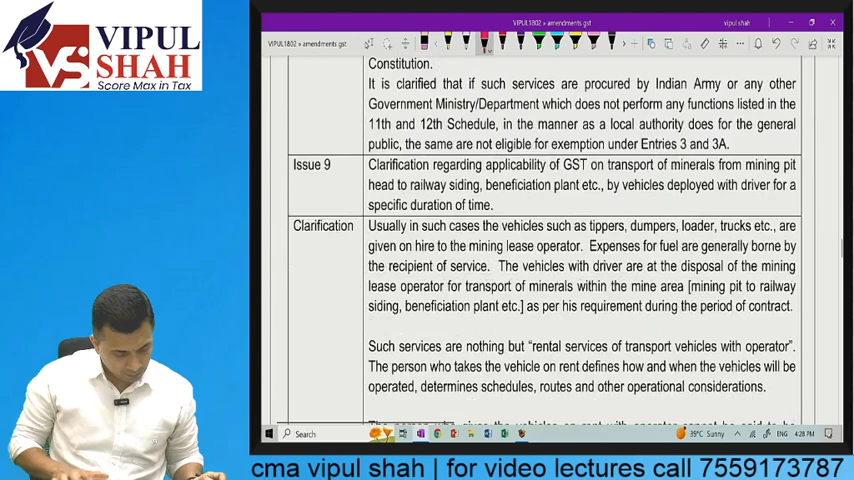 VIPUL1802 » amendments gst
vipul shah
VIPUL1802 » amendments gst
VS
VIPUL
SHAH
Score Max in Tax
Constitution.
It is clarified that if such services are procured by Indian Army or any other
Government Ministry/Department which does not perform any functions listed in the
11th and 12th Schedule, in the manner as a local authority does for the general
public, the same are not eligible for exemption under Entries 3 and 3A.
Issue 9
Clarification regarding applicability of GST on transport of minerals from mining pit
head to railway siding, beneficiation plant etc., by vehicles deployed with driver for a
specific duration of time.
Clarification
Usually in such cases the vehicles such as tippers, dumpers, loader, trucks etc., are
given on hire to the mining lease operator. Expenses for fuel are generally borne by
the recipient of service. The vehicles with driver are at the disposal of the mining
lease operator for transport of minerals within the mine area [mining pit to railway
siding, beneficiation plant etc.] as per his requirement during the period of contract.
Such services are nothing but “rental services of transport vehicles with operator”.
The person who takes the vehicle on rent defines how and when the vehicles will be
operated, determines schedules, routes and other operational considerations.
Search
39°C Sunny
ENG
4:28 PM
cma vipul shah | for video lectures call 7559173787